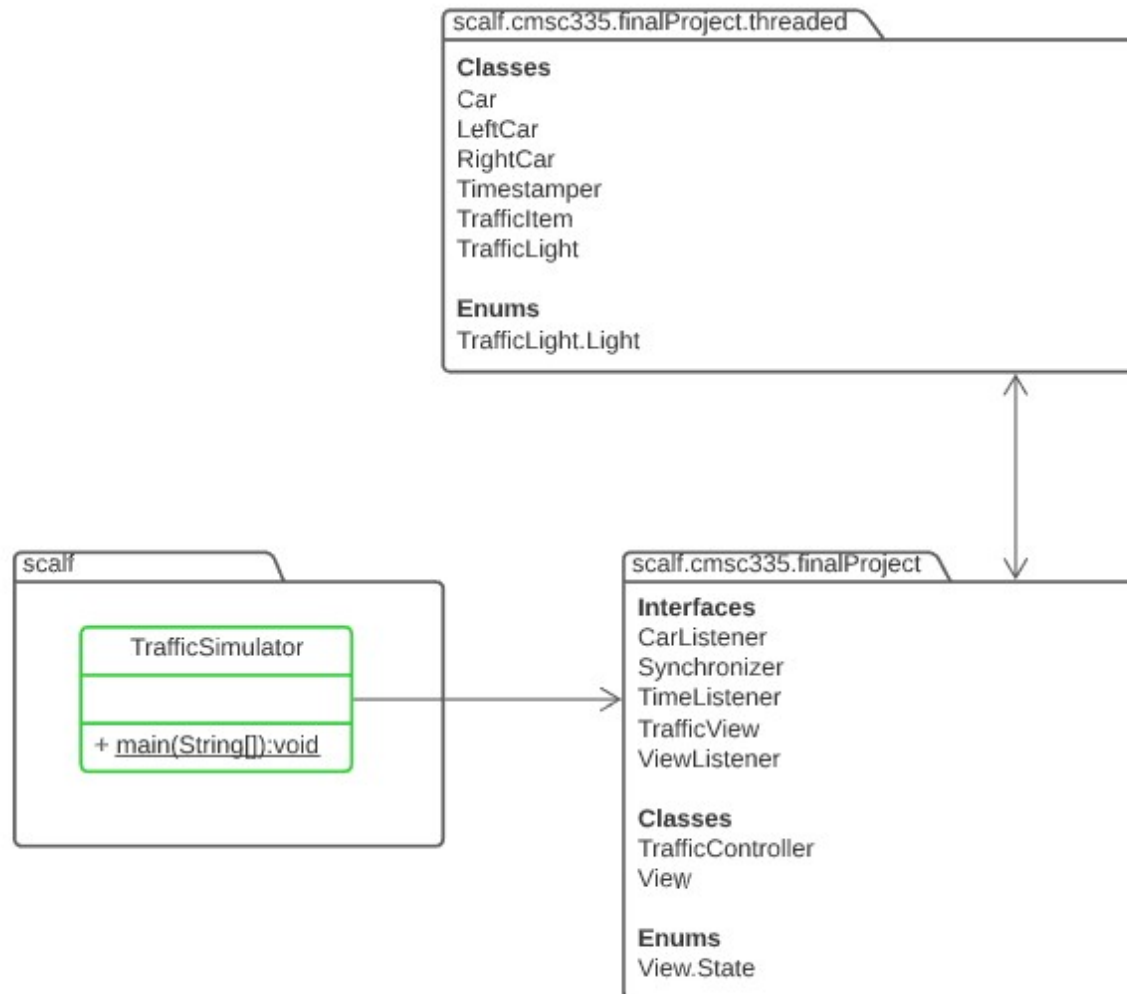 scalf.cmsc335.finalProject.threaded
Classes
Car
LeftCar
RightCar
Timestamper
TrafficItem
TrafficLight
Enums
TrafficLight.Light
scalf
TrafficSimulator
+ main(String[]):void
scalf.cmsc335.finalProject
Interfaces
CarListener
Synchronizer
TimeListener
TrafficView
ViewListener
Classes
TrafficController
View
Enums
View.State